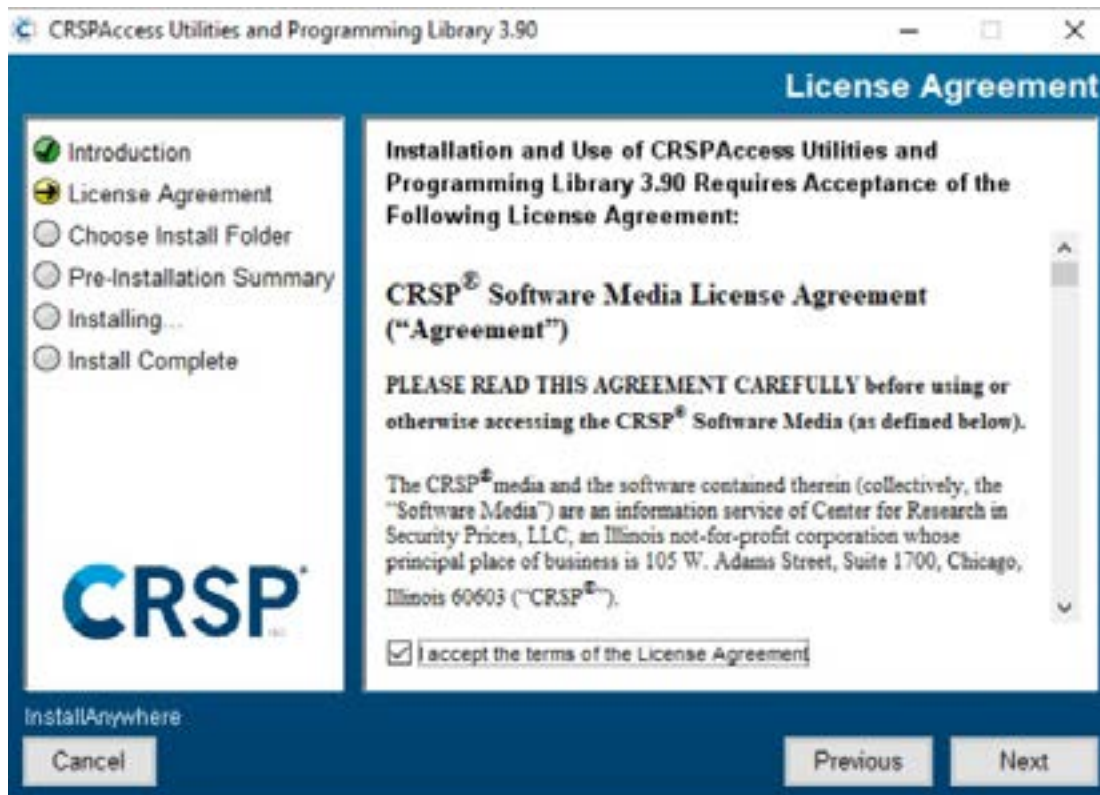 CRSPAccess Utilities and Programming Library 3.90
License Agreement
Introduction
License Agreement
Choose Install Folder
Pre-Installation Summary
Installing...
Install Complete
CRSP
Installation and Use of CRSPAccess Utilities and
Programming Library 3.90 Requires Acceptance of the
Following License Agreement:
CRSP® Software Media License Agreement
(“Agreement”)
PLEASE READ THIS AGREEMENT CAREFULLY before using or
otherwise accessing the CRSP® Software Media (as defined below).
The CRSP® media and the software contained therein (collectively, the
“Software Media”) are an information service of Center for Research in
Security Prices, LLC, an Illinois not-for-profit corporation whose
principal place of business is 105 W. Adams Street, Suite 1700, Chicago,
Illinois 60603 (“CRSP®”).
I accept the terms of the License Agreement
InstallAnywhere
Cancel
Previous
Next